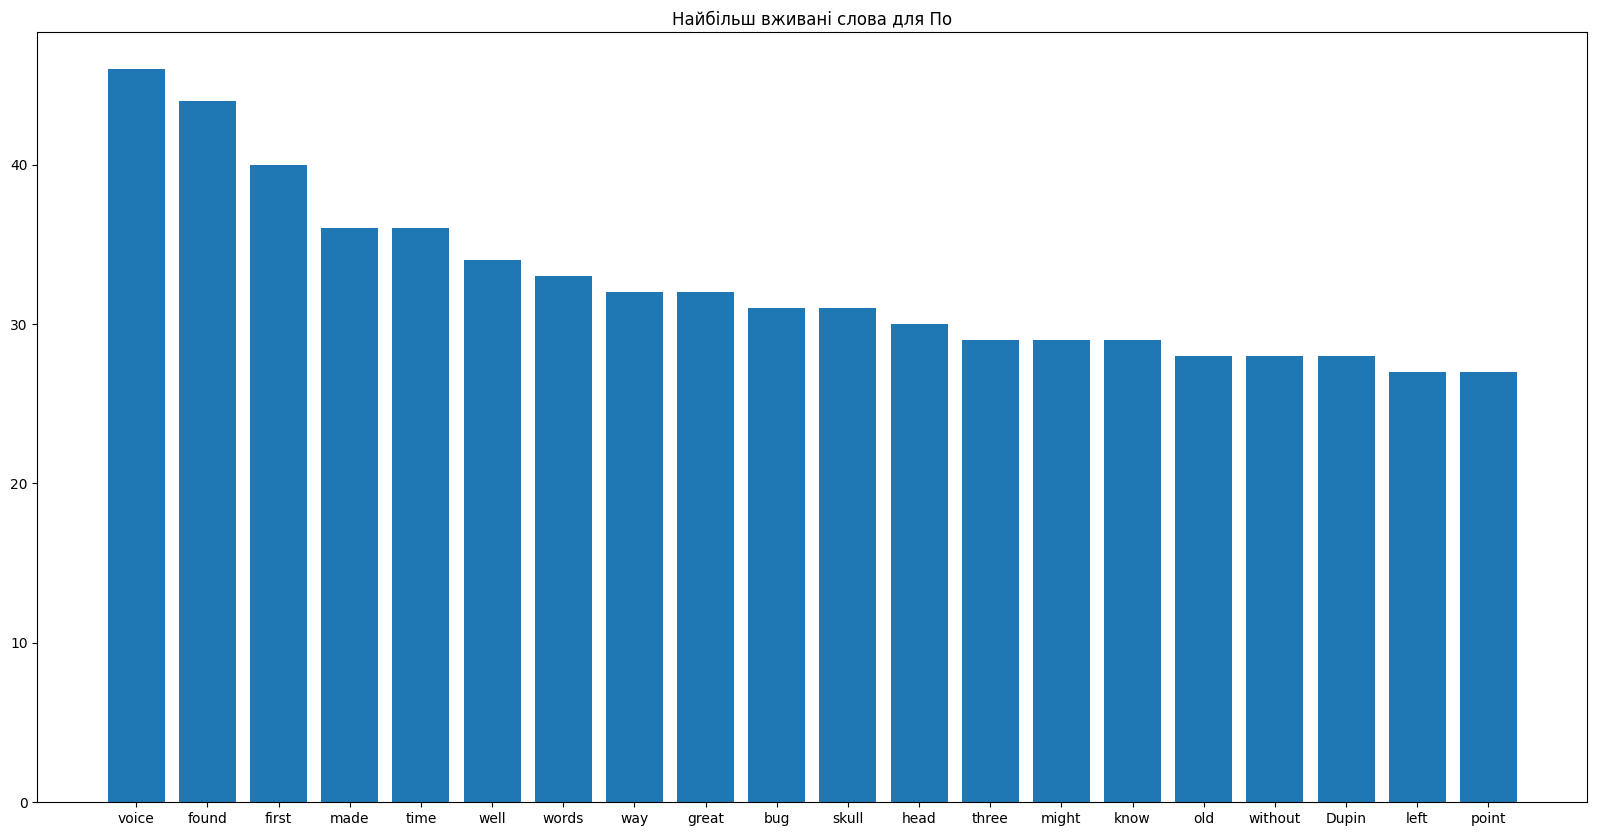 Найбільш вживані слова для По
40
30
20
10
0
voice found first made time well words way great bug skull head three might know old without Dupin left point